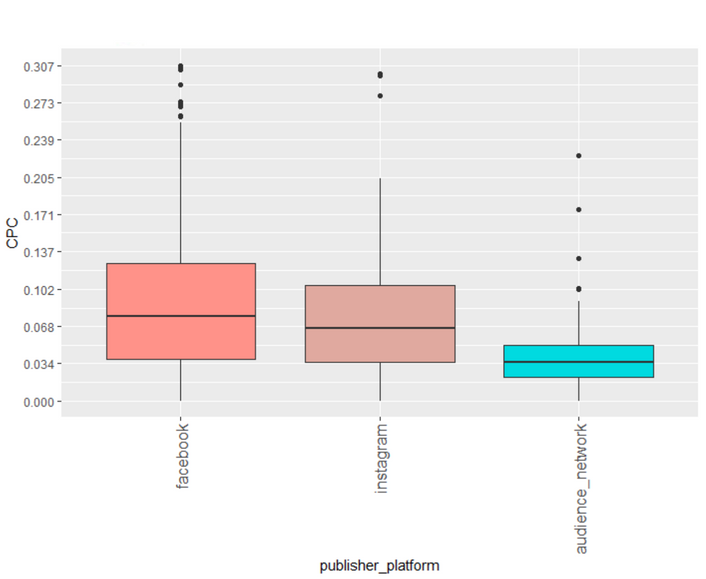 CPC
0.307
0.273
0.239
0.205
0.171
0.137
0.102
0.068
0.034
0.000
facebook
instagram
audience_network
publisher_platform